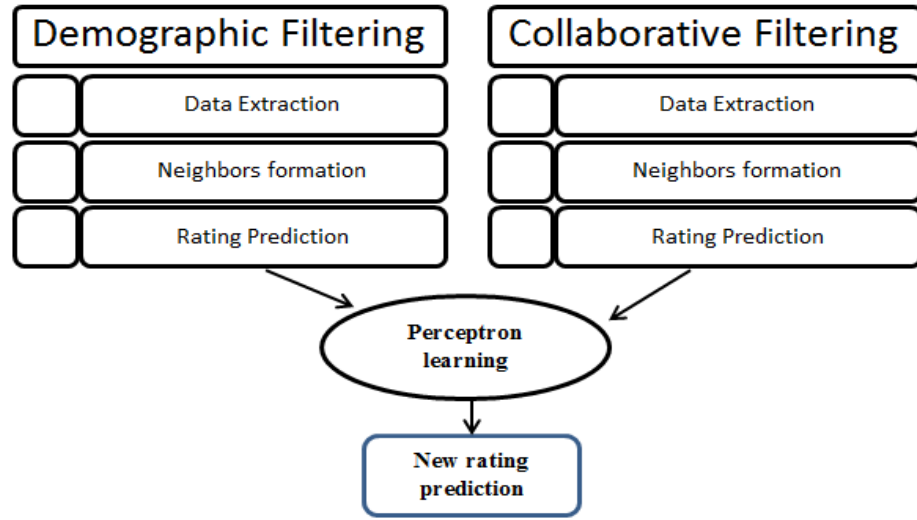 Demographic Filtering
Data Extraction
Neighbors formation
Rating Prediction
Collaborative Filtering
Data Extraction
Neighbors formation
Rating Prediction
Perceptron
learning
New rating
prediction